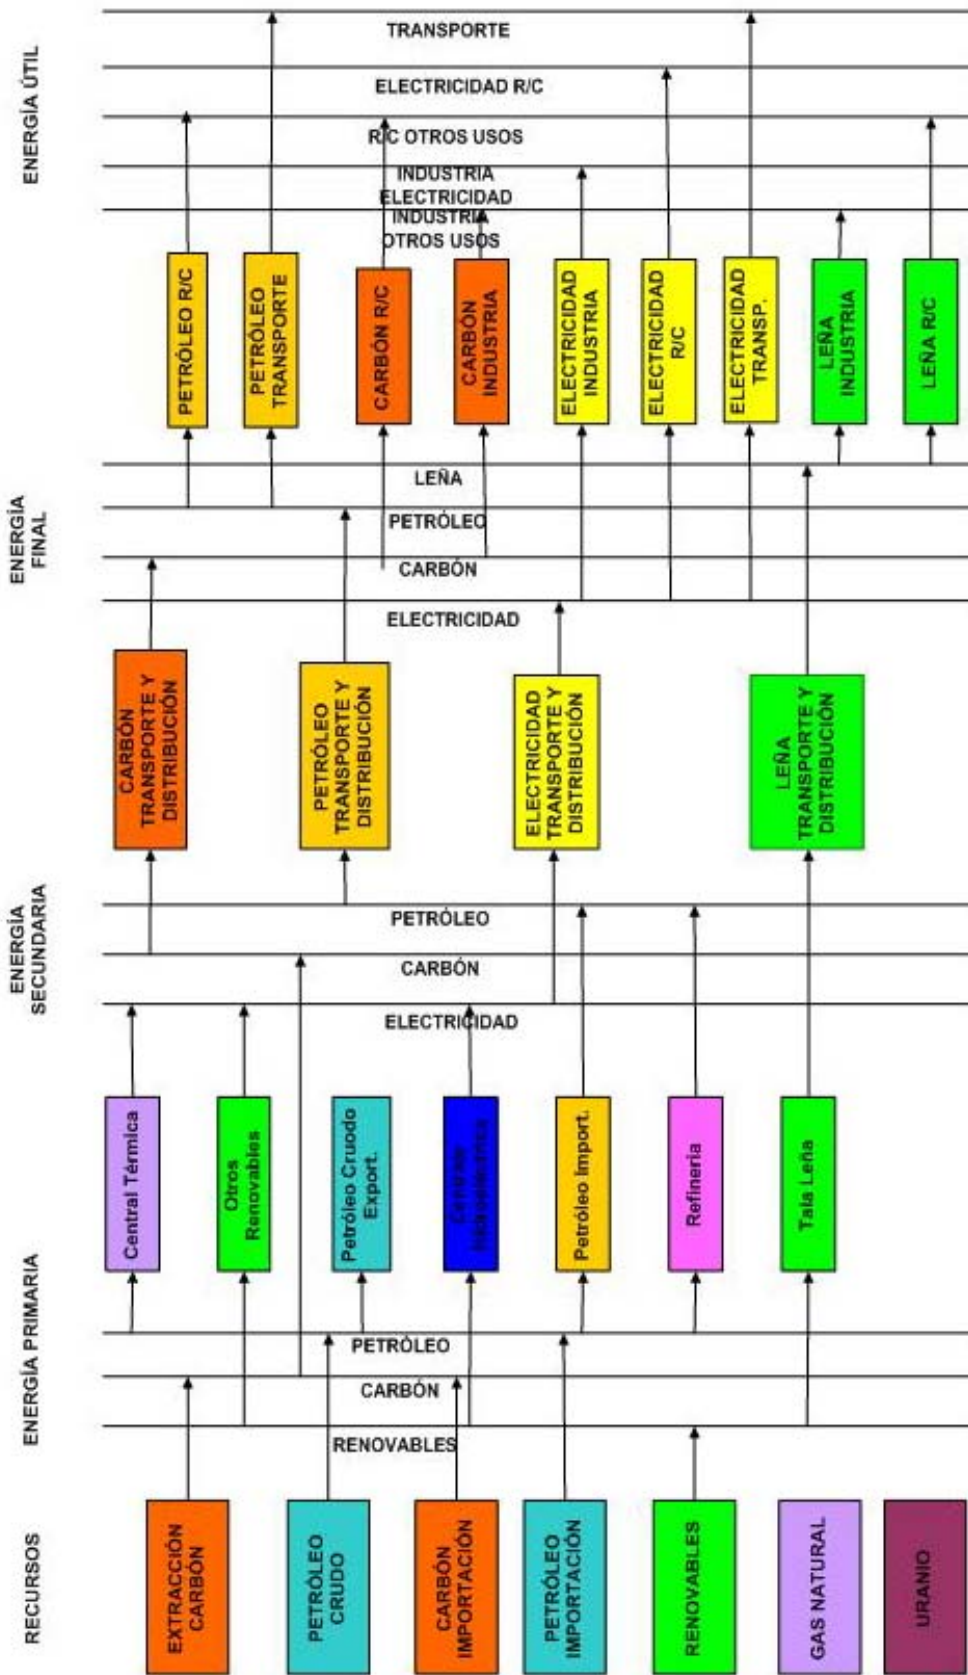 ENERGÍA ÚTIL
TRANSPORTE
ELECTRICIDAD R/C
R/C OTROS USOS
INDUSTRIA
ELECTRICIDAD
INDUSTRIA
OTROS USOS
PETRÓLEO R/C
PETRÓLEO
TRANSPORTE
CARBÓN R/C
CARBÓN
INDUSTRIA
ELECTRICIDAD
INDUSTRIA
ELECTRICIDAD
R/C
ELECTRICIDAD
TRANSP.
LEÑA
INDUSTRIA
LEÑA R/C
ENERGÍA
FINAL
LEÑA
PETRÓLEO
CARBÓN
ELECTRICIDAD
CARBÓN
TRANSPORTE Y
DISTRIBUCIÓN
PETRÓLEO
TRANSPORTE Y
DISTRIBUCIÓN
ELECTRICIDAD
TRANSPORTE Y
DISTRIBUCIÓN
LEÑA
TRANSPORTE Y
DISTRIBUCIÓN
ENERGÍA
SECUNDARIA
PETRÓLEO
CARBÓN
ELECTRICIDAD
Central Térmica
Otros
Renovables
Petróleo Cruodo
Export.
Petróleo Import.
Refineria
Tala Leña
ENERGÍA PRIMARIA
PETRÓLEO
CARBÓN
RENOVABLES
RECURSOS
EXTRACCIÓN
CARBÓN
PETRÓLEO
CRUDO
CARBÓN
IMPORTACIÓN
PETRÓLEO
IMPORTACIÓN
RENOVABLES
GAS NATURAL
URANIO